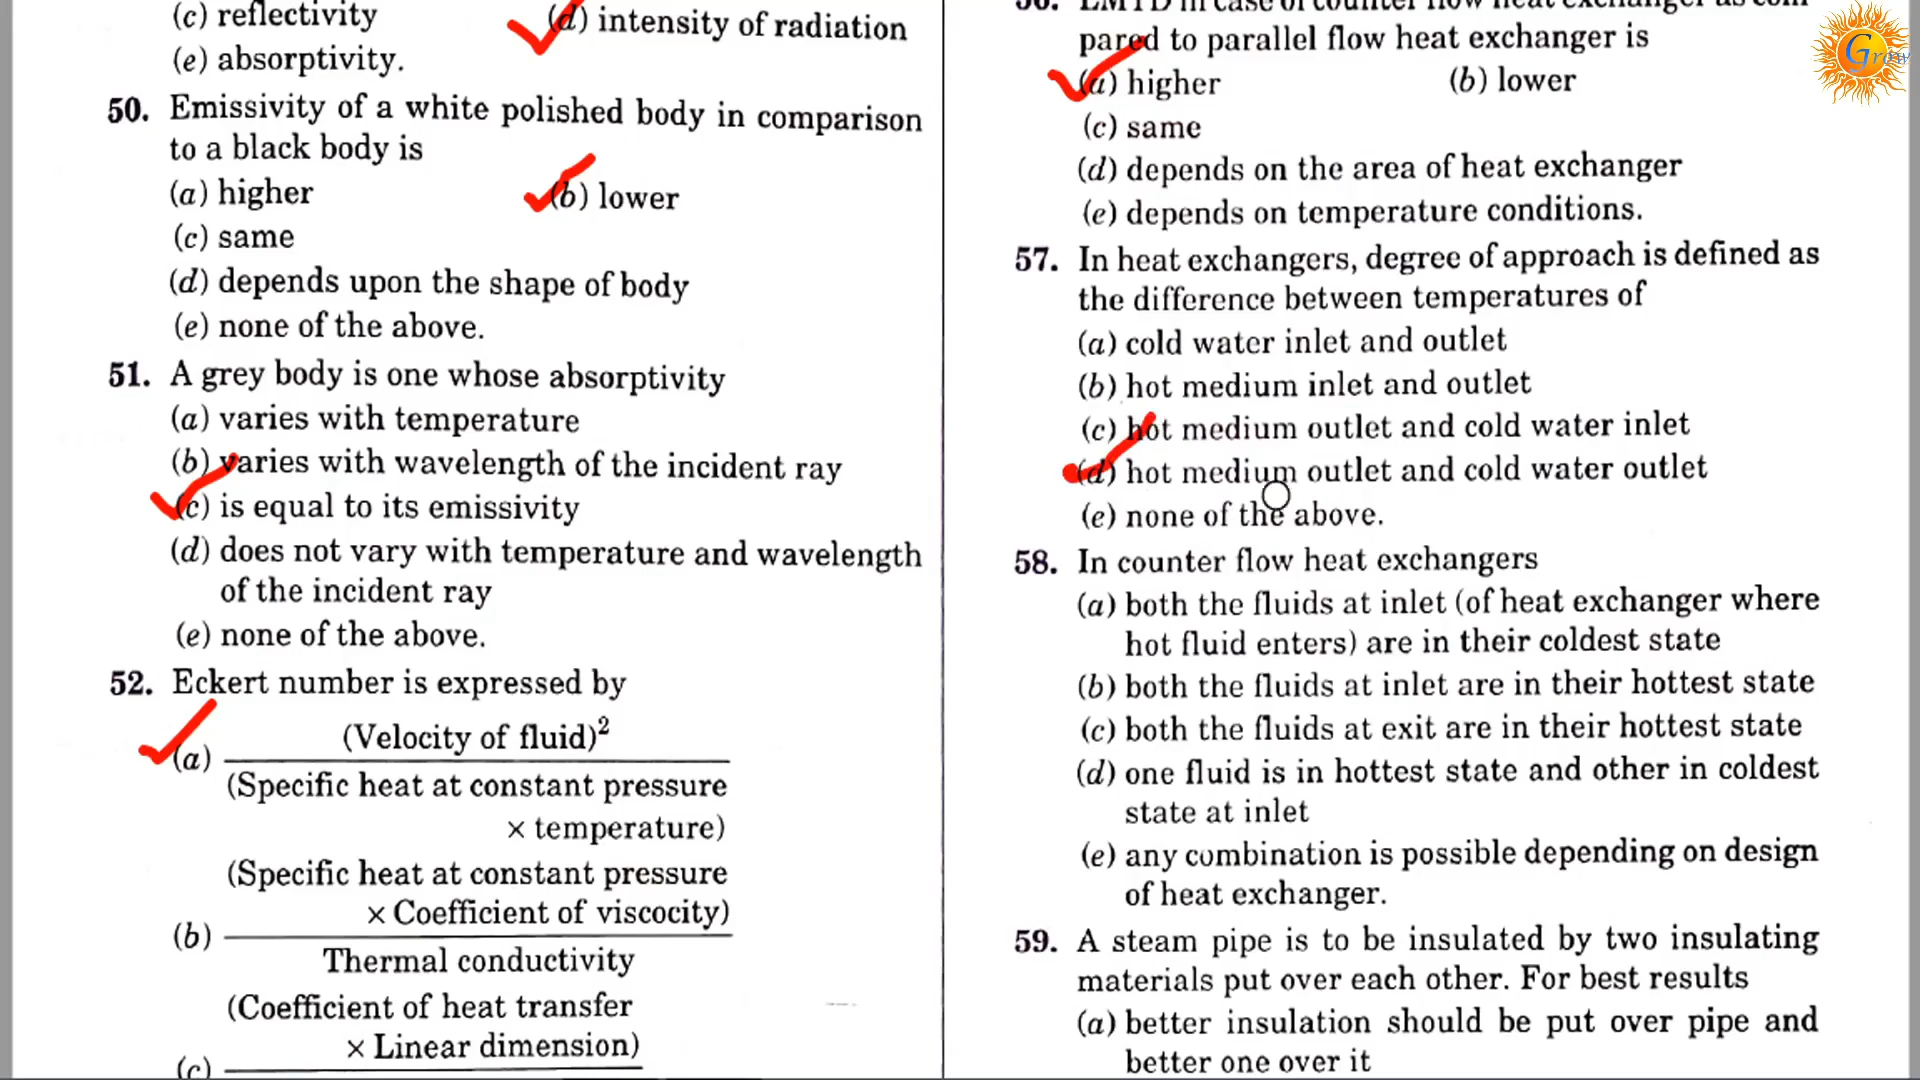 (c) reflectivity (d) intensity of radiation
(e) absorptivity.
50. Emissivity of a white polished body in comparison
to a black body is
(a) higher (b) lower
(c) same
(d) depends upon the shape of body
(e) none of the above.
51. A grey body is one whose absorptivity
(a) varies with temperature
(b) varies with wavelength of the incident ray
(c) is equal to its emissivity
(d) does not vary with temperature and wavelength
of the incident ray
(e) none of the above.
52. Eckert number is expressed by
(a) (Velocity of fluid)²
(Specific heat at constant pressure
× temperature)
(Specific heat at constant pressure
× Coefficient of viscocity)
(b)
Thermal conductivity
(Coefficient of heat transfer
× Linear dimension)
(c)
56. LMTD in case of counter flow heat exchanger as com-
pared to parallel flow heat exchanger is
(a) higher (b) lower
(c) same
(d) depends on the area of heat exchanger
(e) depends on temperature conditions.
57. In heat exchangers, degree of approach is defined as
the difference between temperatures of
(a) cold water inlet and outlet
(b) hot medium inlet and outlet
(c) hot medium outlet and cold water inlet
(d) hot medium outlet and cold water outlet
(e) none of the above.
58. In counter flow heat exchangers
(a) both the fluids at inlet (of heat exchanger where
hot fluid enters) are in their coldest state
(b) both the fluids at inlet are in their hottest state
(c) both the fluids at exit are in their hottest state
(d) one fluid is in hottest state and other in coldest
state at inlet
(e) any combination is possible depending on design
of heat exchanger.
59. A steam pipe is to be insulated by two insulating
materials put over each other. For best results
(a) better insulation should be put over pipe and
better one over it
Grow